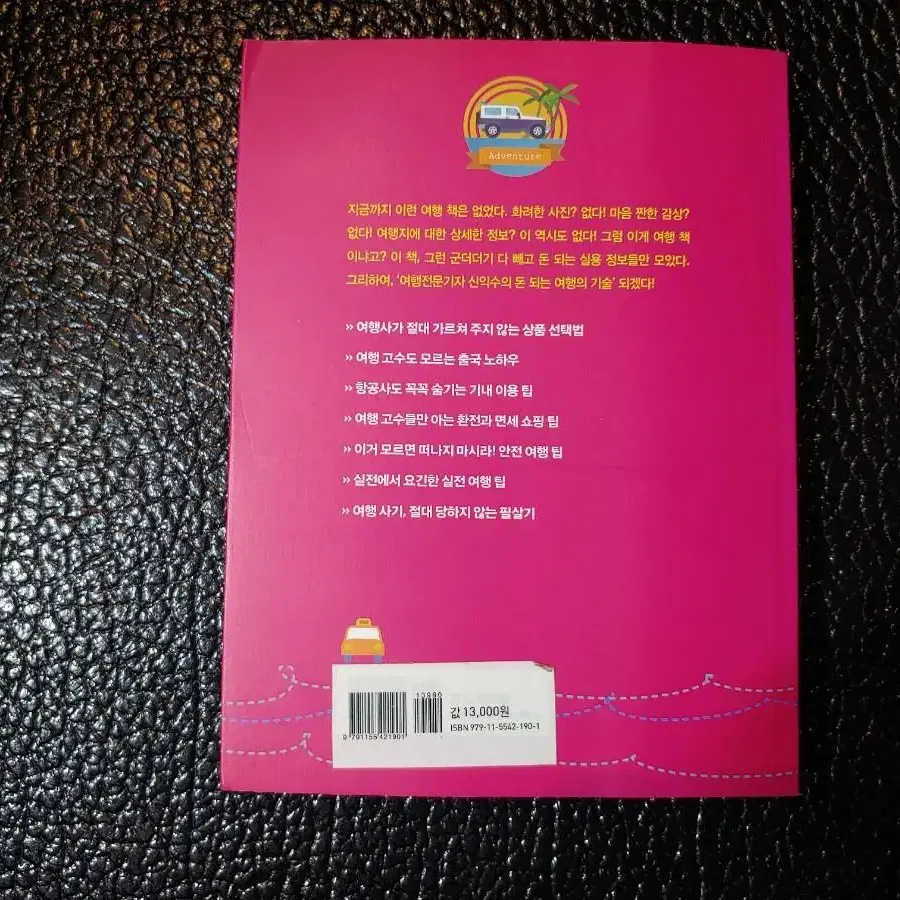 Adventure
지금까지 이런 여행 책은 없었다. 화려한 사진? 없다! 마음 짠한 감상?
없다! 여행지에 대한 상세한 정보? 이 역시도 없다! 그럼 이게 여행 책
이냐고? 이 책, 그런 군더더기 다 빼고 돈 되는 실용 정보들만 모았다.
그리하여, ‘여행전문기자 신익수의 돈 되는 여행의 기술’ 되겠다!
›› 여행사가 절대 가르쳐 주지 않는 상품 선택법
›› 여행 고수도 모르는 출국 노하우
›› 항공사도 꼭꼭 숨기는 기내 이용 팁
›› 여행 고수들만 아는 환전과 면세 쇼핑 팁
›› 이거 모르면 떠나지 마시라! 안전 여행 팁
›› 실전에서 요긴한 실전 여행 팁
›› 여행 사기, 절대 당하지 않는 필살기
13980
값 13,000원
ISBN 979-11-5542-190-1
9 791155 421901